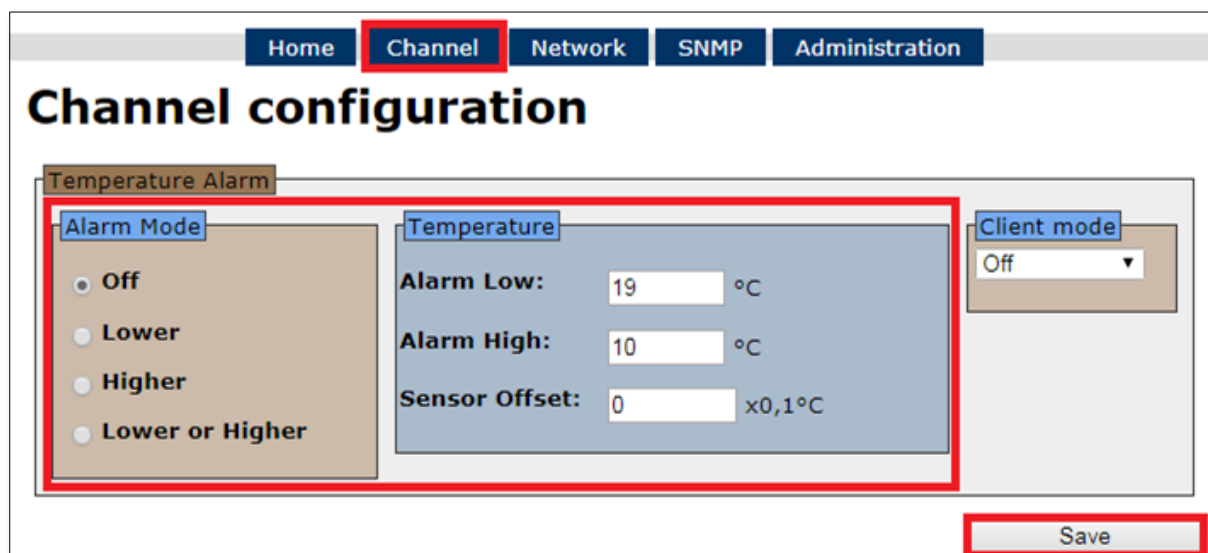 Home Channel Network SNMP Administration
Channel configuration
Temperature Alarm
Alarm Mode
Off
Lower
Higher
Lower or Higher
Temperature
Alarm Low: 19 °C
Alarm High: 10 °C
Sensor Offset: 0 x0,1°C
Client mode
Off
Save